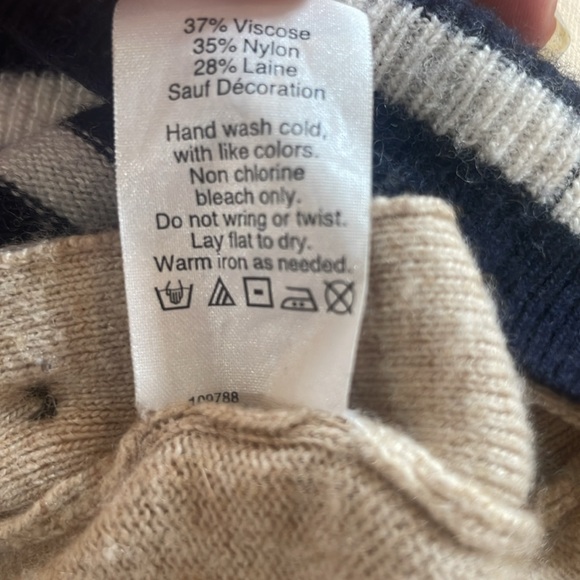 37% Viscose
35% Nylon
28% Laine
Sauf Décoration
Hand wash cold,
with like colors.
Non chlorine
bleach only.
Do not wring or twist.
Lay flat to dry.
Warm iron as needed.
109788